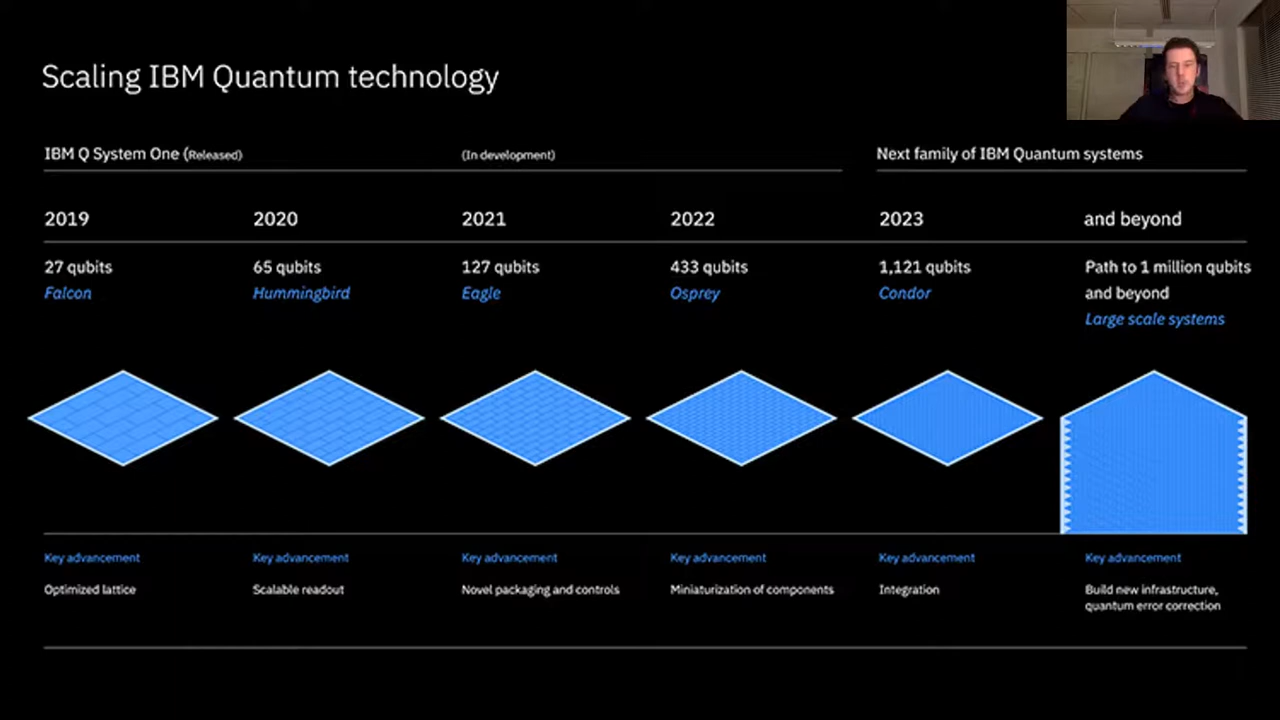 Scaling IBM Quantum technology
IBM Q System One (Released)
(In development)
Next family of IBM Quantum systems
2019
2020
2021
2022
2023
and beyond
27 qubits
Falcon
65 qubits
Hummingbird
127 qubits
Eagle
433 qubits
Osprey
1,121 qubits
Condor
Path to 1 million qubits
and beyond
Large scale systems
Key advancement
Optimized lattice
Key advancement
Scalable readout
Key advancement
Novel packaging and controls
Key advancement
Miniaturization of components
Key advancement
Integration
Key advancement
Build new infrastructure,
quantum error correction